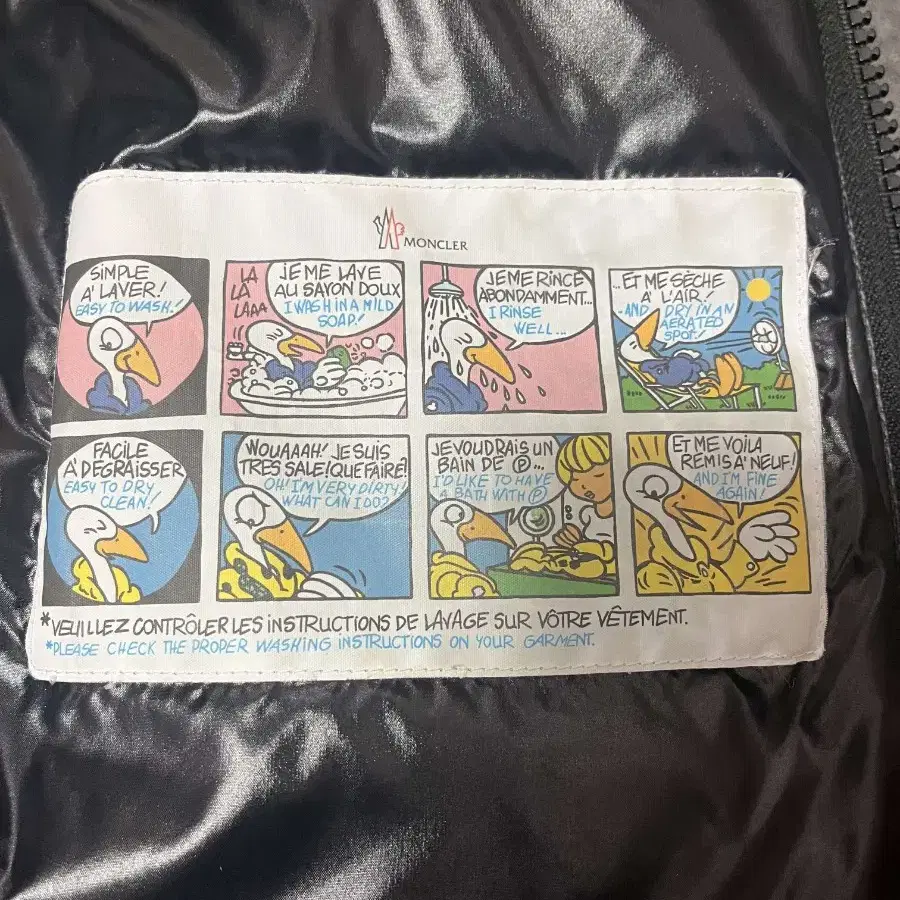 MONCLER
SIMPLE
A' LAVER!
EASY TO WASH!
LA
LÀ
LAAA
JE ME LAVE
AU SAVON DOUX
I WASH IN A MILD
SOAP!
JE ME RINCE
ABONDAMMENT...
I RINSE
WELL...
...ET ME SÈCHE
A' L'AIR!
-AND I DRY IN AN
AERATED
SPOT!
FACILE
A' DEGRAISSER
EASY TO DRY
CLEAN!
WOUAAAH! JE SUIS
TRES SALE! QUE FAIRE?
OH! I'M VERY DIRTY!
WHAT CAN I DO?
JE VOUDRAIS UN
BAIN DE Ⓟ...
I'D LIKE TO HAVE
A BATH WITH Ⓟ
ET ME VOILA
REMIS A' NEUF!
AND I'M FINE
AGAIN!
*VEUILLEZ CONTRÔLER LES INSTRUCTIONS DE LAVAGE SUR VÔTRE VÊTEMENT.
*PLEASE CHECK THE PROPER WASHING INSTRUCTIONS ON YOUR GARMENT.